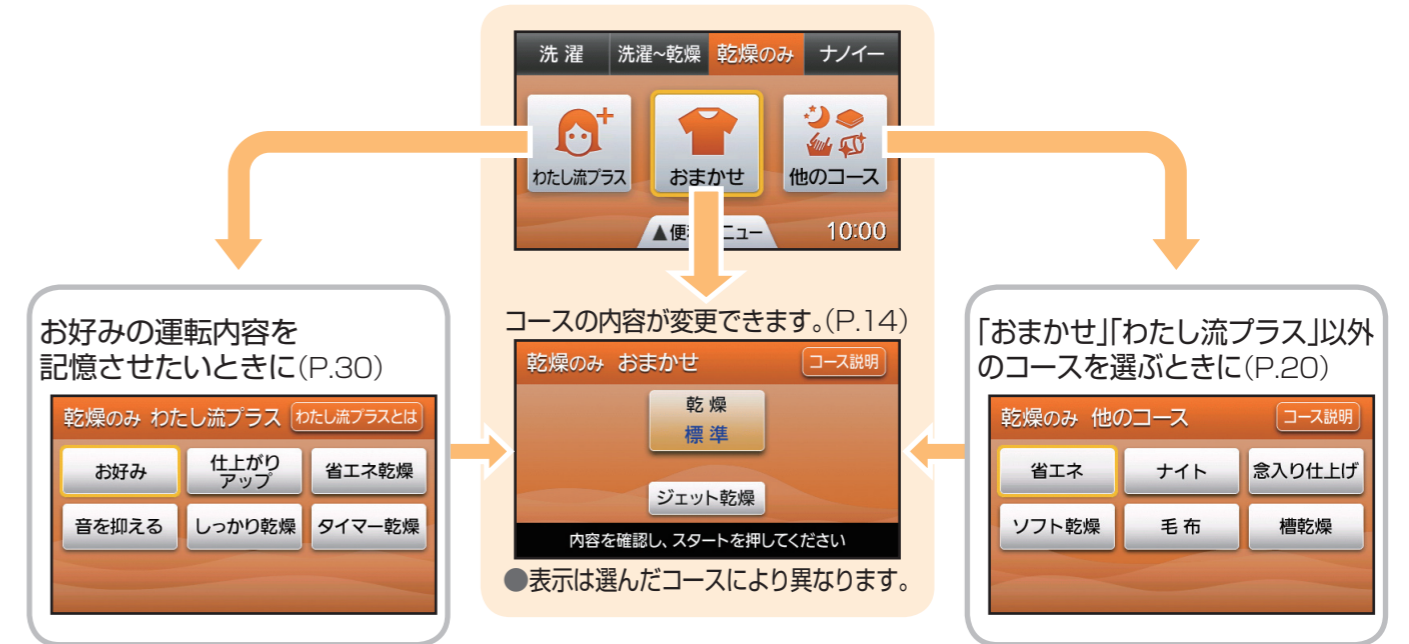 洗濯 洗濯~乾燥 乾燥のみ ナノイー
わたし流プラス おまかせ 他のコース
▲便 ニュー 10:00
お好みの運転内容を
記憶させたいときに(P.30)
乾燥のみ わたし流プラス わたし流プラスとは
お好み 仕上がり
アップ 省エネ乾燥
音を抑える しっかり乾燥 タイマー乾燥
コースの内容が変更できます。(P.14)
乾燥のみ おまかせ コース説明
乾燥
標準
ジェット乾燥
内容を確認し、スタートを押してください
●表示は選んだコースにより異なります。
「おまかせ」「わたし流プラス」以外
のコースを選ぶときに(P.20)
乾燥のみ 他のコース コース説明
省エネ ナイト 念入り仕上げ
ソフト乾燥 毛布 槽乾燥